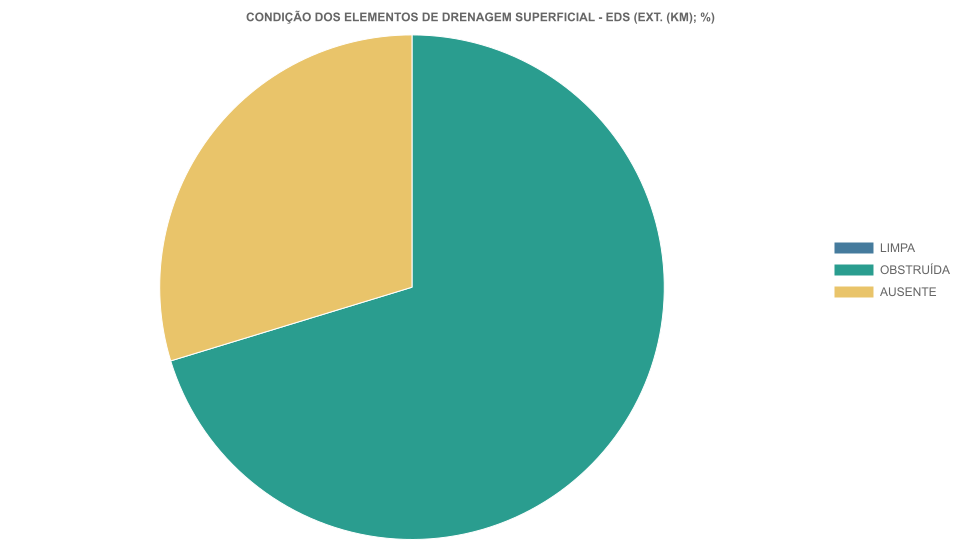 CONDIÇÃO DOS ELEMENTOS DE DRENAGEM SUPERFICIAL - EDS (EXT. (KM); %)
LIMPA
OBSTRUÍDA
AUSENTE